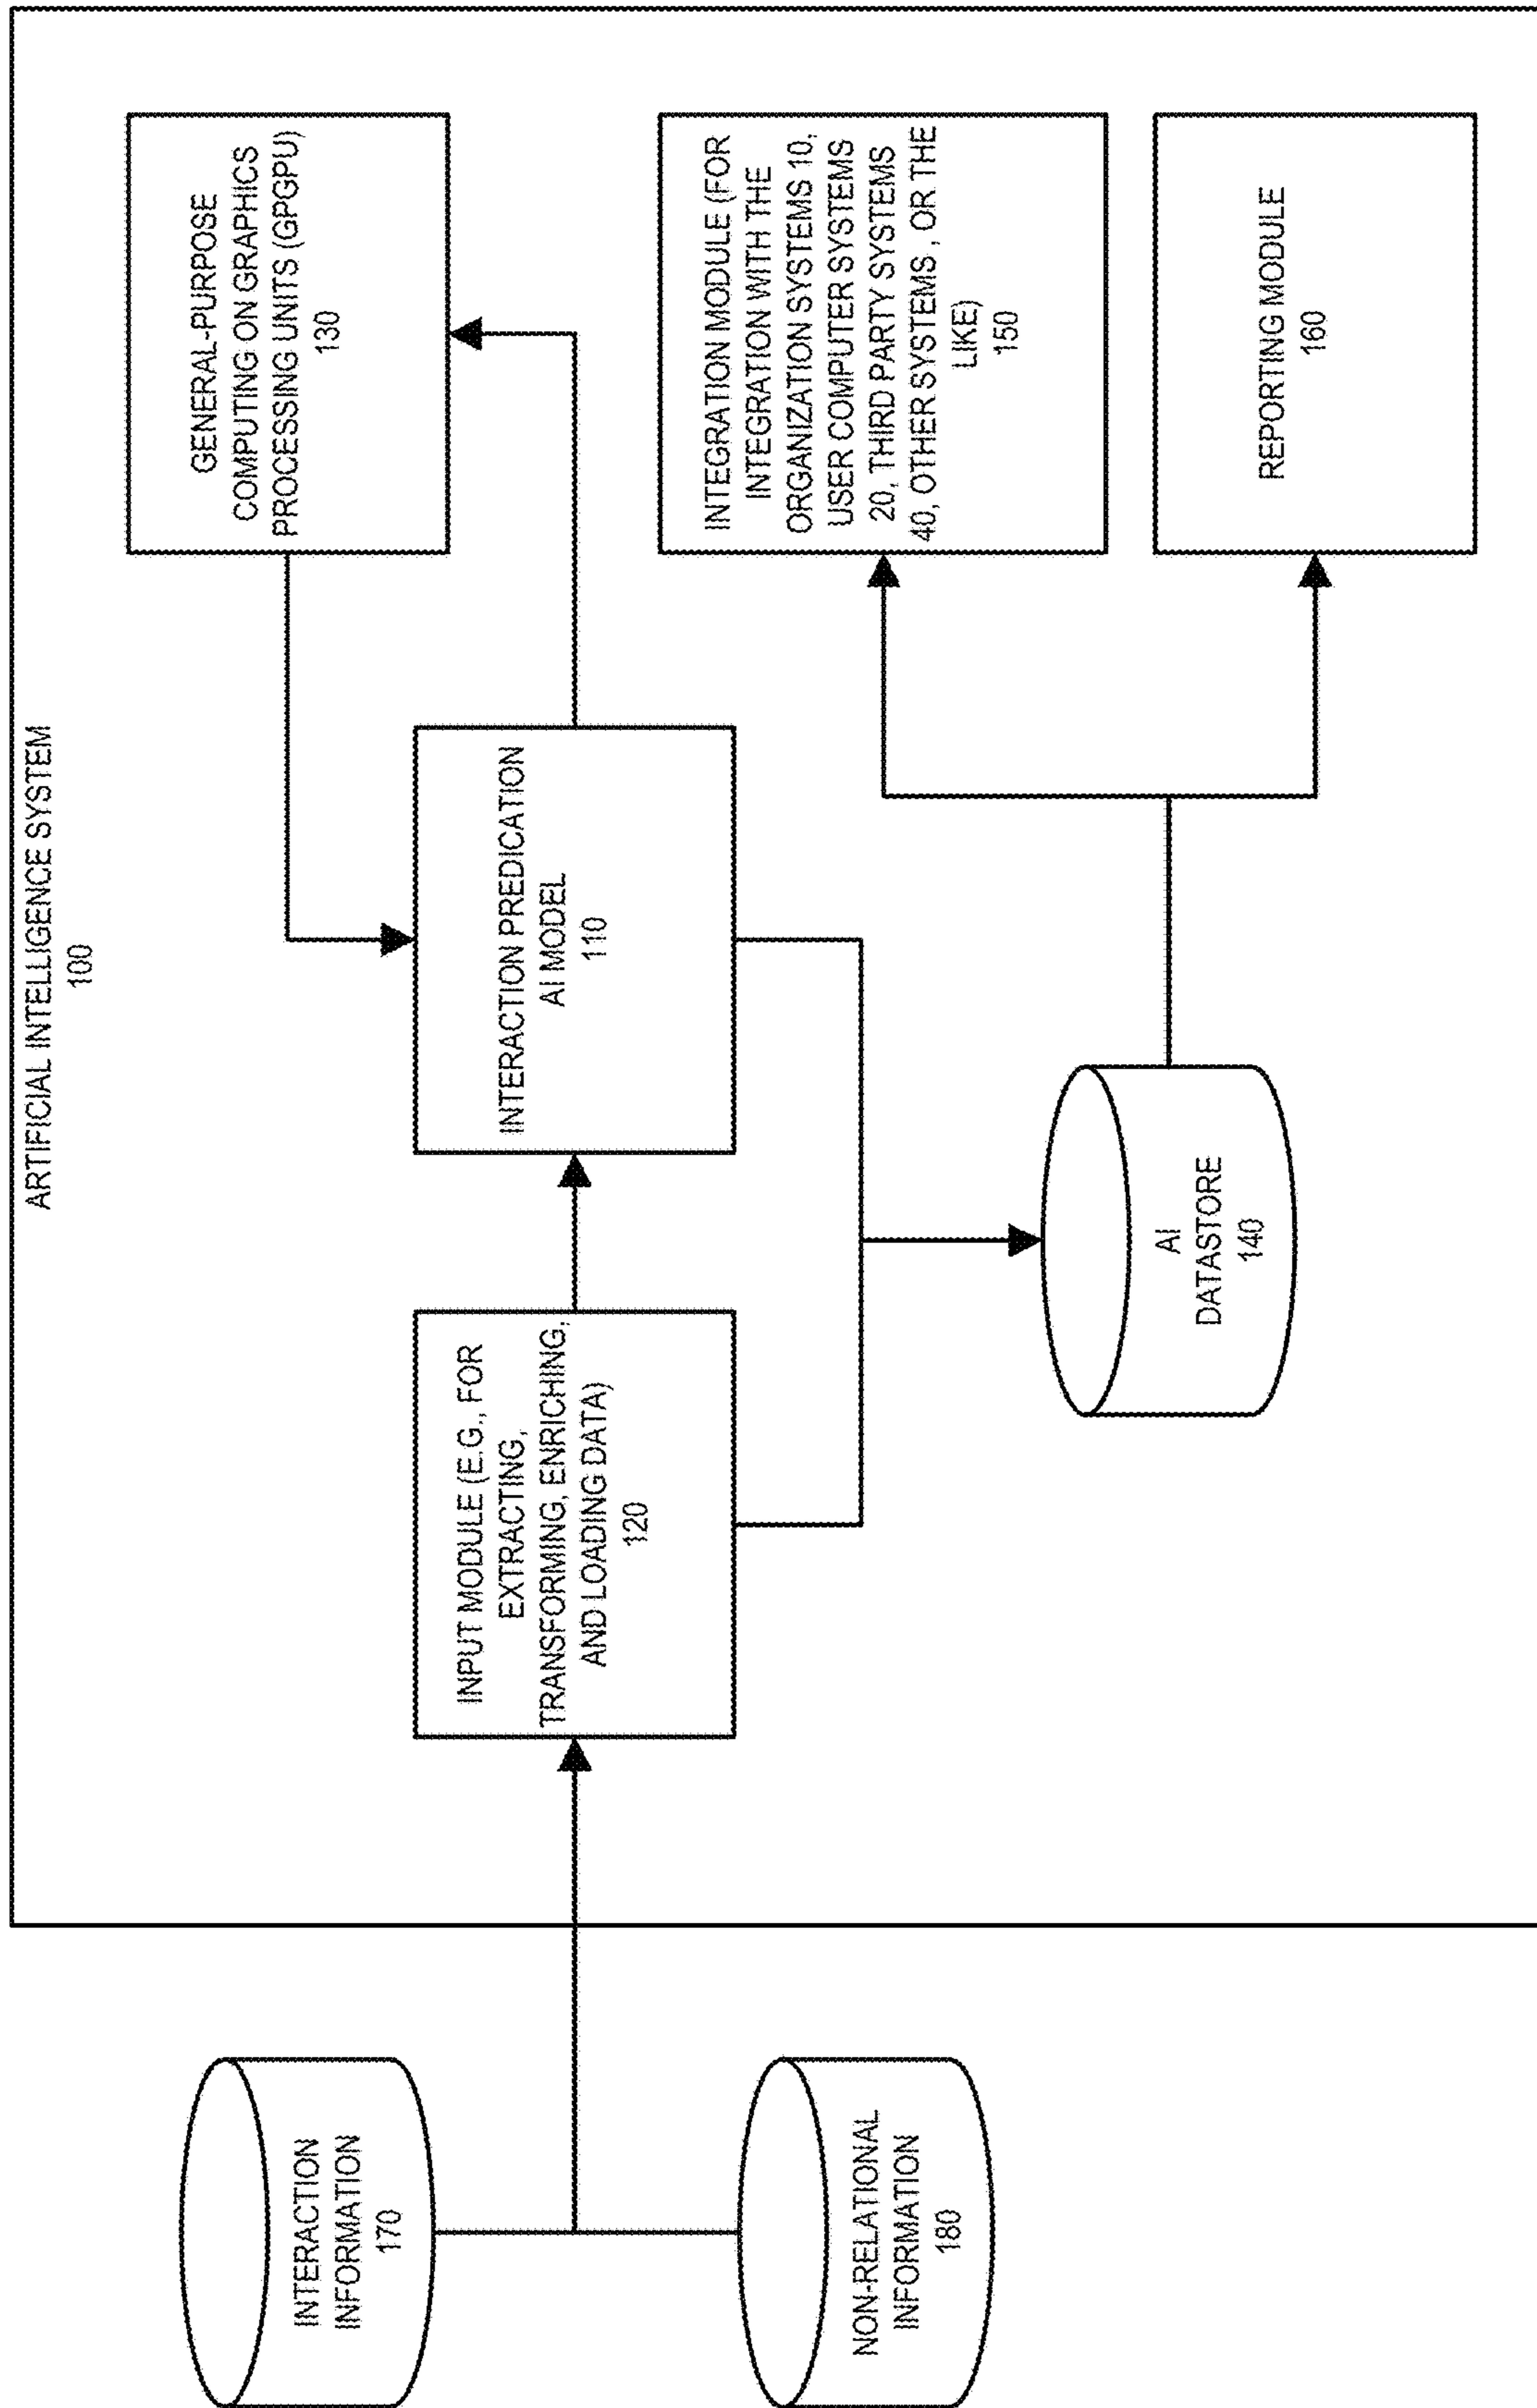 ARTIFICIAL INTELLIGENCE SYSTEM
100
INTERACTION
INFORMATION
170
NON-RELATIONAL
INFORMATION
180
INPUT MODULE (E.G., FOR
EXTRACTING,
TRANSFORMING, ENRICHING,
AND LOADING DATA)
120
INTERACTION PREDICATION
AI MODEL
110
GENERAL-PURPOSE
COMPUTING ON GRAPHICS
PROCESSING UNITS (GPGPU)
130
AI
DATASTORE
140
INTEGRATION MODULE (FOR
INTEGRATION WITH THE
ORGANIZATION SYSTEMS 10,
USER COMPUTER SYSTEMS
20, THIRD PARTY SYSTEMS
40, OTHER SYSTEMS, OR THE
LIKE)
150
REPORTING MODULE
160